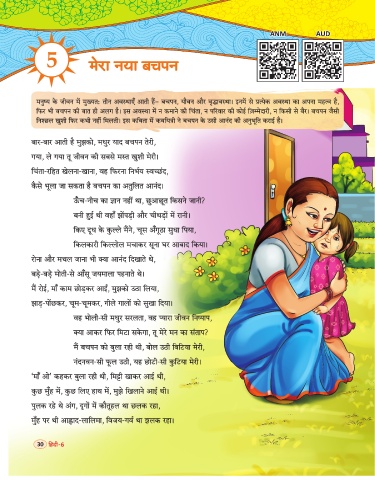 ANM
AUD
5
मेरा नया बचपन
मनुष्य के जीवन में मुख्यतः तीन अवस्थाएँ आती हैं– बचपन, यौवन और वृद्धावस्था। इनमें से प्रत्येक अवस्था का अपना महत्व है,
फिर भी बचपन की बात ही अलग है। इस अवस्था में न कमाने की चिंता, न परिवार की कोई ज़िम्मेदारी, न किसी से बैर। बचपन जैसी
निश्छल खुशी फिर कभी नहीं मिलती। इस कविता में कवयित्री ने बचपन के उसी आनंद की अनुभूति कराई है।
बार-बार आती है मुझको, मधुर याद बचपन तेरी,
गया, ले गया तू जीवन की सबसे मस्त खुशी मेरी।
चिंता-रहित खेलना-खाना, वह फिरना निर्भय स्वच्छंद,
कैसे भूला जा सकता है बचपन का अतुलित आनंद।
ऊँच-नीच का ज्ञान नहीं था, छुआछूत किसने जानी?
बनी हुई थी वहाँ झोंपड़ी और चीथड़ों में रानी।
किए दूध के कुल्ले मैंने, चूस अँगूठा सुधा पिया,
किलकारी किल्लोल मचाकर सूना घर आबाद किया।
रोना और मचल जाना भी क्या आनंद दिखाते थे,
बड़े-बड़े मोती-से आँसू जयमाला पहनाते थे।
मैं रोई, माँ काम छोड़कर आईं, मुझको उठा लिया,
झाड़-पोंछकर, चूम-चूमकर, गीले गालों को सुखा दिया।
वह भोली-सी मधुर सरलता, वह प्यारा जीवन निष्पाप,
क्या आकर फिर मिटा सकेगा, तू मेरे मन का संताप?
मैं बचपन को बुला रही थी, बोल उठी बिटिया मेरी,
नंदनवन-सी फूल उठी, यह छोटी-सी कुटिया मेरी।
'माँ ओ' कहकर बुला रही थी, मिट्टी खाकर आई थी,
कुछ मुँह में, कुछ लिए हाथ में, मुझे खिलाने आई थी।
पुलक रहे थे अंग, दृगों में कौतूहल था छलक रहा,
मुँह पर थी आह्लाद-लालिमा, विजय-गर्व था झलक रहा।
30 हिंदी-6